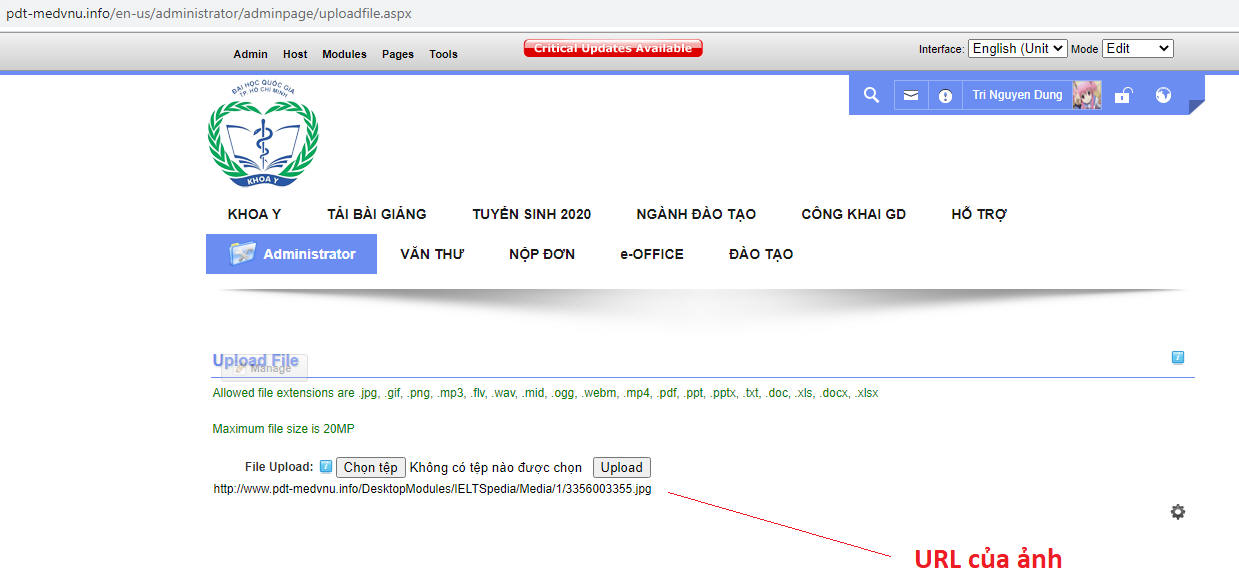 pdt-medvnu.info/en-us/administrator/adminpage/uploadfile.aspx
Admin Host Modules Pages Tools
Critical Updates Available
Interface: English (Unit Mode Edit
ĐẠI HỌC QUỐC GIA
TP. HỒ CHÍ MINH
KHOA Y
Tri Nguyen Dung
KHOA Y TẢI BÀI GIẢNG TUYỂN SINH 2020 NGÀNH ĐÀO TẠO CÔNG KHAI GD HỖ TRỢ
Administrator VĂN THƯ NỘP ĐƠN e-OFFICE ĐÀO TẠO
Upload File
Manage
Allowed file extensions are .jpg, .gif, .png, .mp3, .flv, .wav, .mid, .ogg, .webm, .mp4, .pdf, .ppt, .pptx, .txt, .doc, .xls, .docx, .xlsx
Maximum file size is 20MP
File Upload: Chọn tệp Không có tệp nào được chọn Upload
http://www.pdt-medvnu.info/DesktopModules/IELTSpedia/Media/1/3356003355.jpg
URL của ảnh